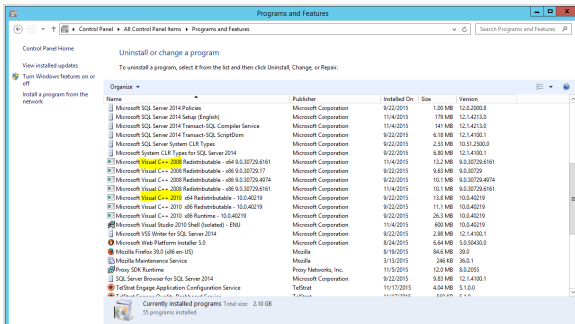 Programs and Features
Control Panel ▸ All Control Panel Items ▸ Programs and Features
Search Programs and Features
Control Panel Home
View installed updates
Turn Windows features on or off
Install a program from the network
Uninstall or change a program
To uninstall a program, select it from the list and then click Uninstall, Change, or Repair.
Organize
Name Publisher Installed On Size Version
Microsoft SQL Server 2014 Policies Microsoft Corporation 9/22/2015 1.00 MB 12.0.2000.8
Microsoft SQL Server 2014 Setup (English) Microsoft Corporation 11/4/2015 179 MB 12.1.4213.0
Microsoft SQL Server 2014 Transact-SQL Compiler Service Microsoft Corporation 11/4/2015 141 MB 12.1.4213.0
Microsoft SQL Server 2014 Transact-SQL ScriptDom Microsoft Corporation 9/22/2015 6.18 MB 12.1.4100.1
Microsoft System CLR Types Microsoft Corporation 9/22/2015 2.53 MB 10.51.2500.0
Microsoft System CLR Types for SQL Server 2014 Microsoft Corporation 9/22/2015 6.80 MB 12.1.4100.1
Microsoft Visual C++ 2008 Redistributable - x64 9.0.30729.6161 Microsoft Corporation 11/4/2015 13.2 MB 9.0.30729.6161
Microsoft Visual C++ 2008 Redistributable - x86 9.0.30729.17 Microsoft Corporation 9/22/2015 9.63 MB 9.0.30729
Microsoft Visual C++ 2008 Redistributable - x86 9.0.30729.4974 Microsoft Corporation 9/22/2015 10.1 MB 9.0.30729.4974
Microsoft Visual C++ 2008 Redistributable - x86 9.0.30729.6161 Microsoft Corporation 11/4/2015 10.1 MB 9.0.30729.6161
Microsoft Visual C++ 2010 x64 Redistributable - 10.0.40219 Microsoft Corporation 9/22/2015 13.8 MB 10.0.40219
Microsoft Visual C++ 2010 x86 Redistributable - 10.0.40219 Microsoft Corporation 9/22/2015 11.1 MB 10.0.40219
Microsoft Visual C++ 2010 x86 Runtime - 10.0.40219 Microsoft Corporation 9/22/2015 26.3 MB 10.0.40219
Microsoft Visual Studio 2010 Shell (Isolated) - ENU Microsoft Corporation 11/4/2015 600 MB 10.0.40219
Microsoft VSS Writer for SQL Server 2014 Microsoft Corporation 9/22/2015 2.98 MB 12.1.4100.1
Microsoft Web Platform Installer 5.0 Microsoft Corporation 8/24/2015 6.64 MB 5.0.50430.0
Mozilla Firefox 39.0 (x86 en-US) Mozilla 8/19/2015 84.6 MB 39.0
Mozilla Maintenance Service Mozilla 3/13/2015 246 KB 36.0.1
Proxy SDK Runtime Proxy Networks, Inc. 11/5/2015 12.0 MB 8.0.2055
SQL Server Browser for SQL Server 2014 Microsoft Corporation 9/22/2015 9.83 MB 12.1.4100.1
TelStrat Engage Application Configuration Service TelStrat 11/17/2015 4.04 MB 5.1.0.0
Currently installed programs Total size: 2.10 GB
55 programs installed